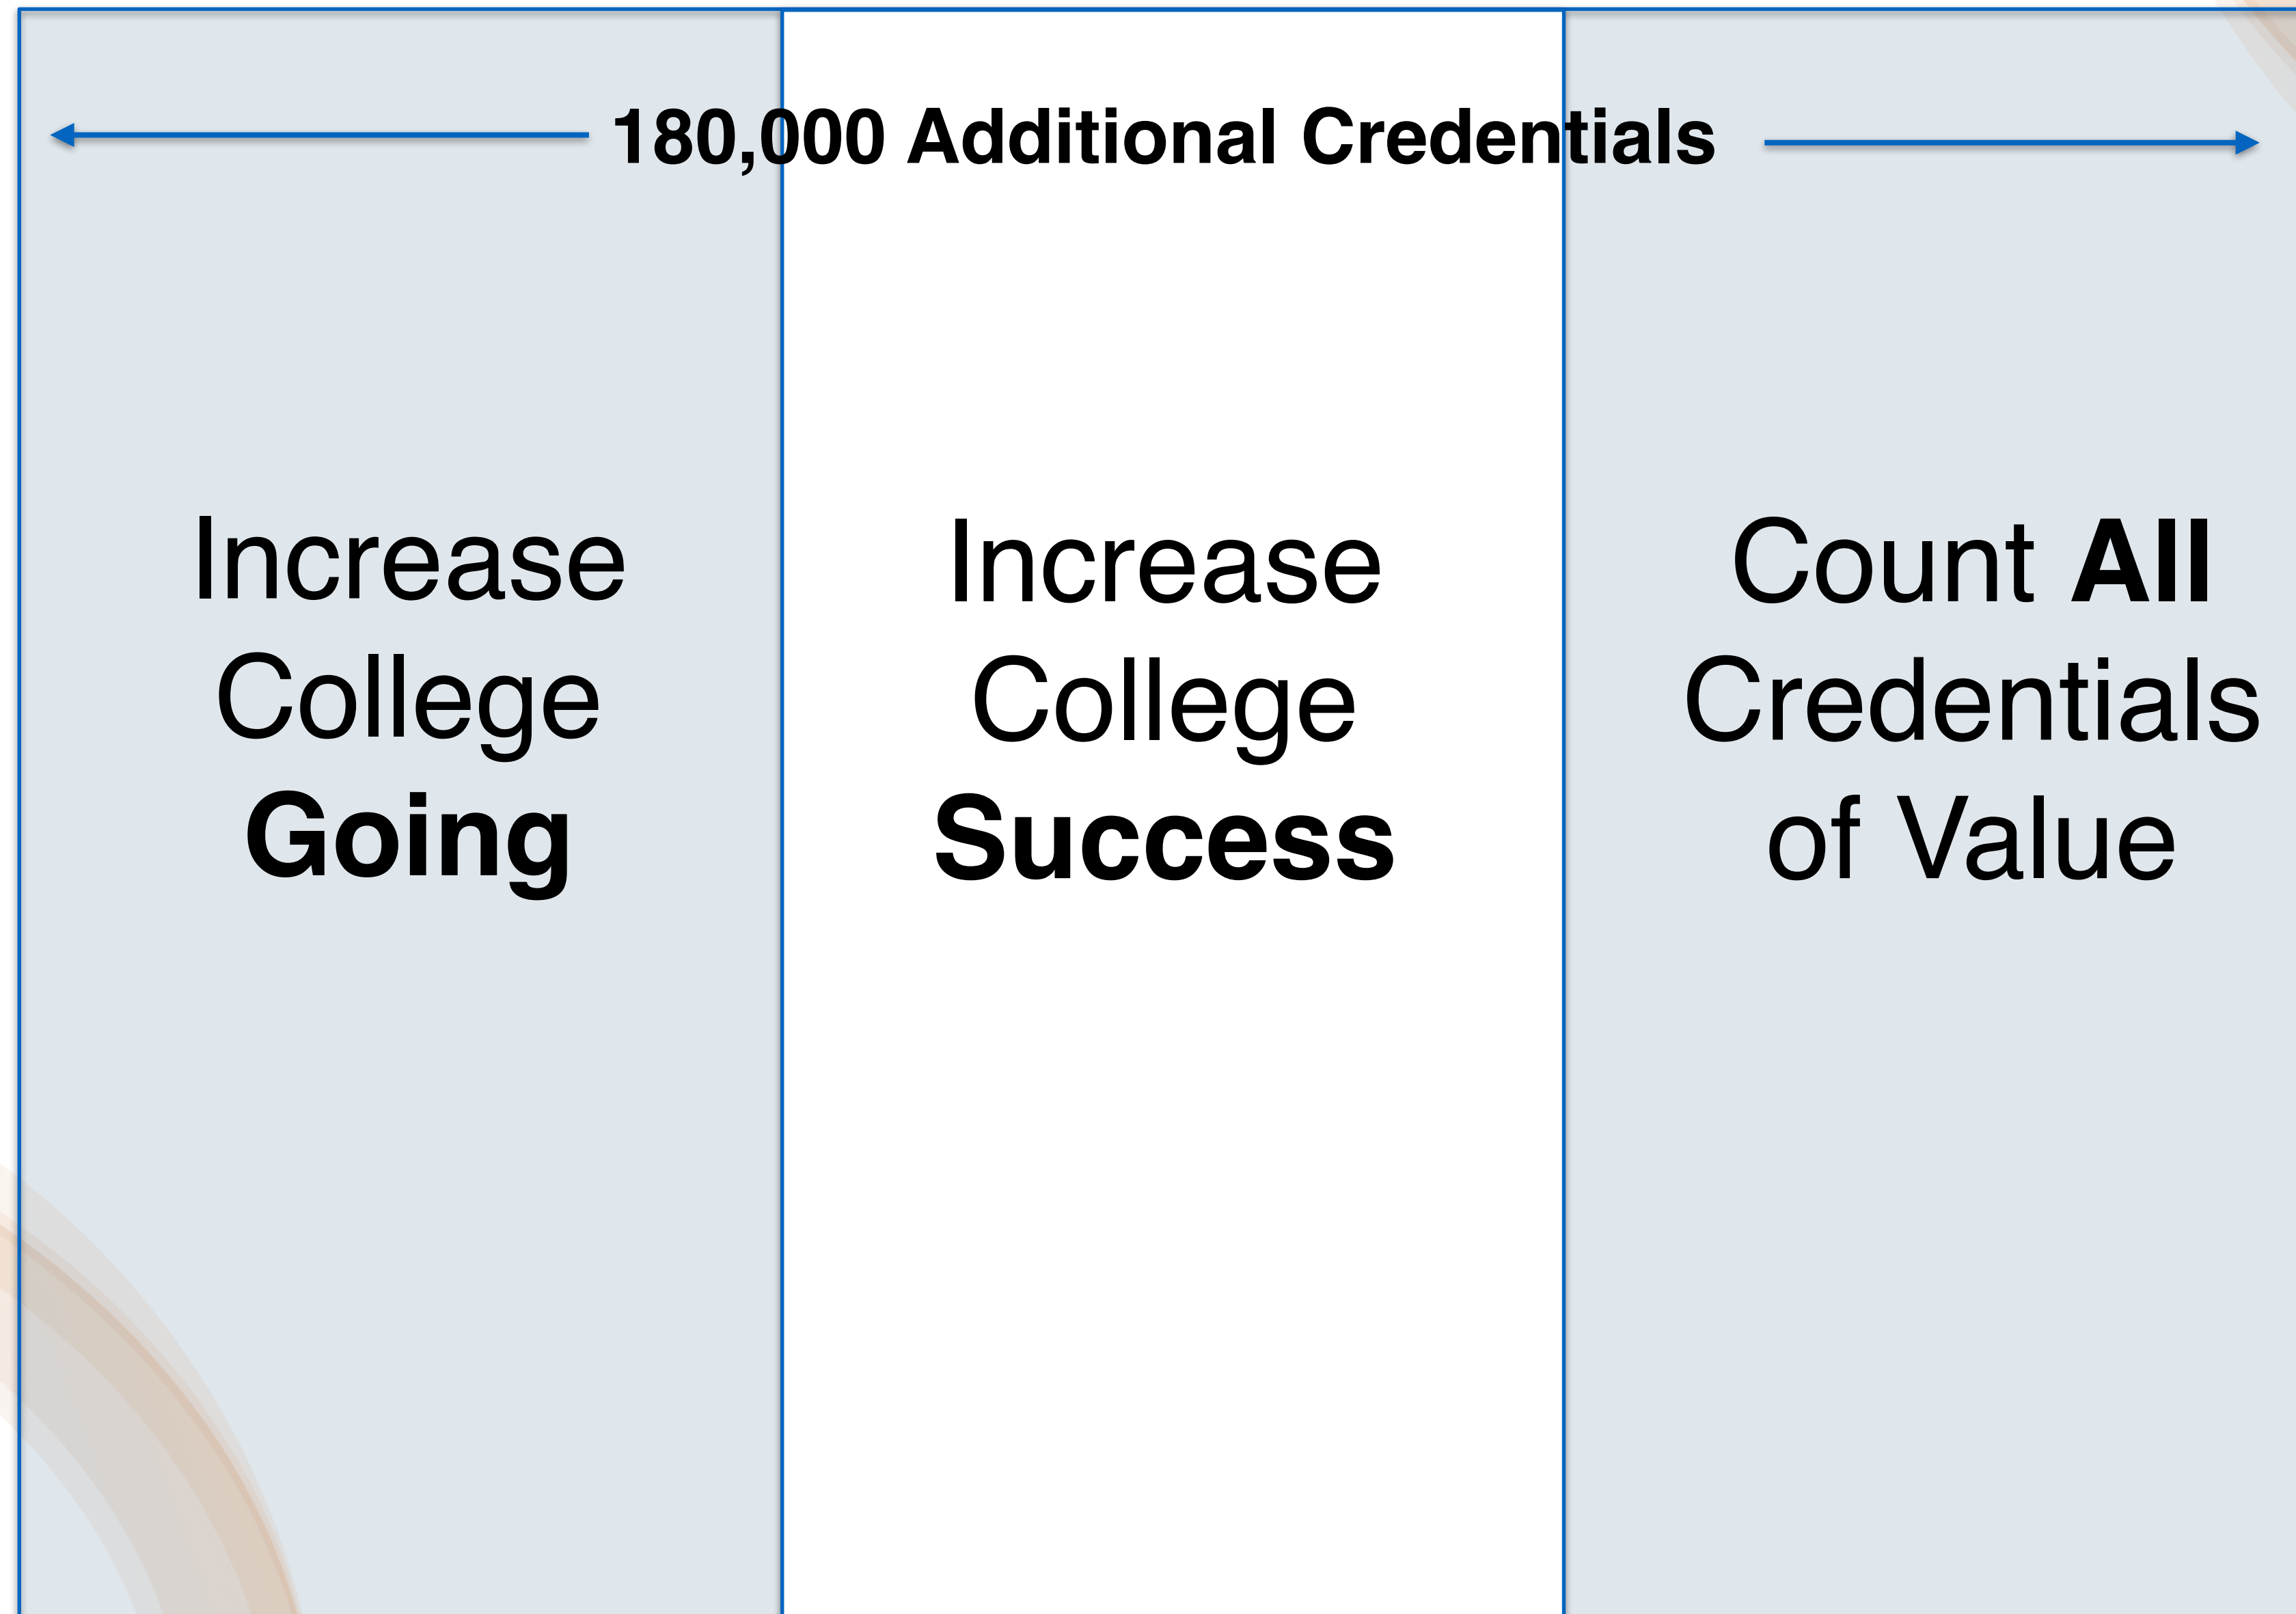 180,000 Additional Credentials
Increase
College
Going
Increase
College
Success
Count All
Credentials
of Value